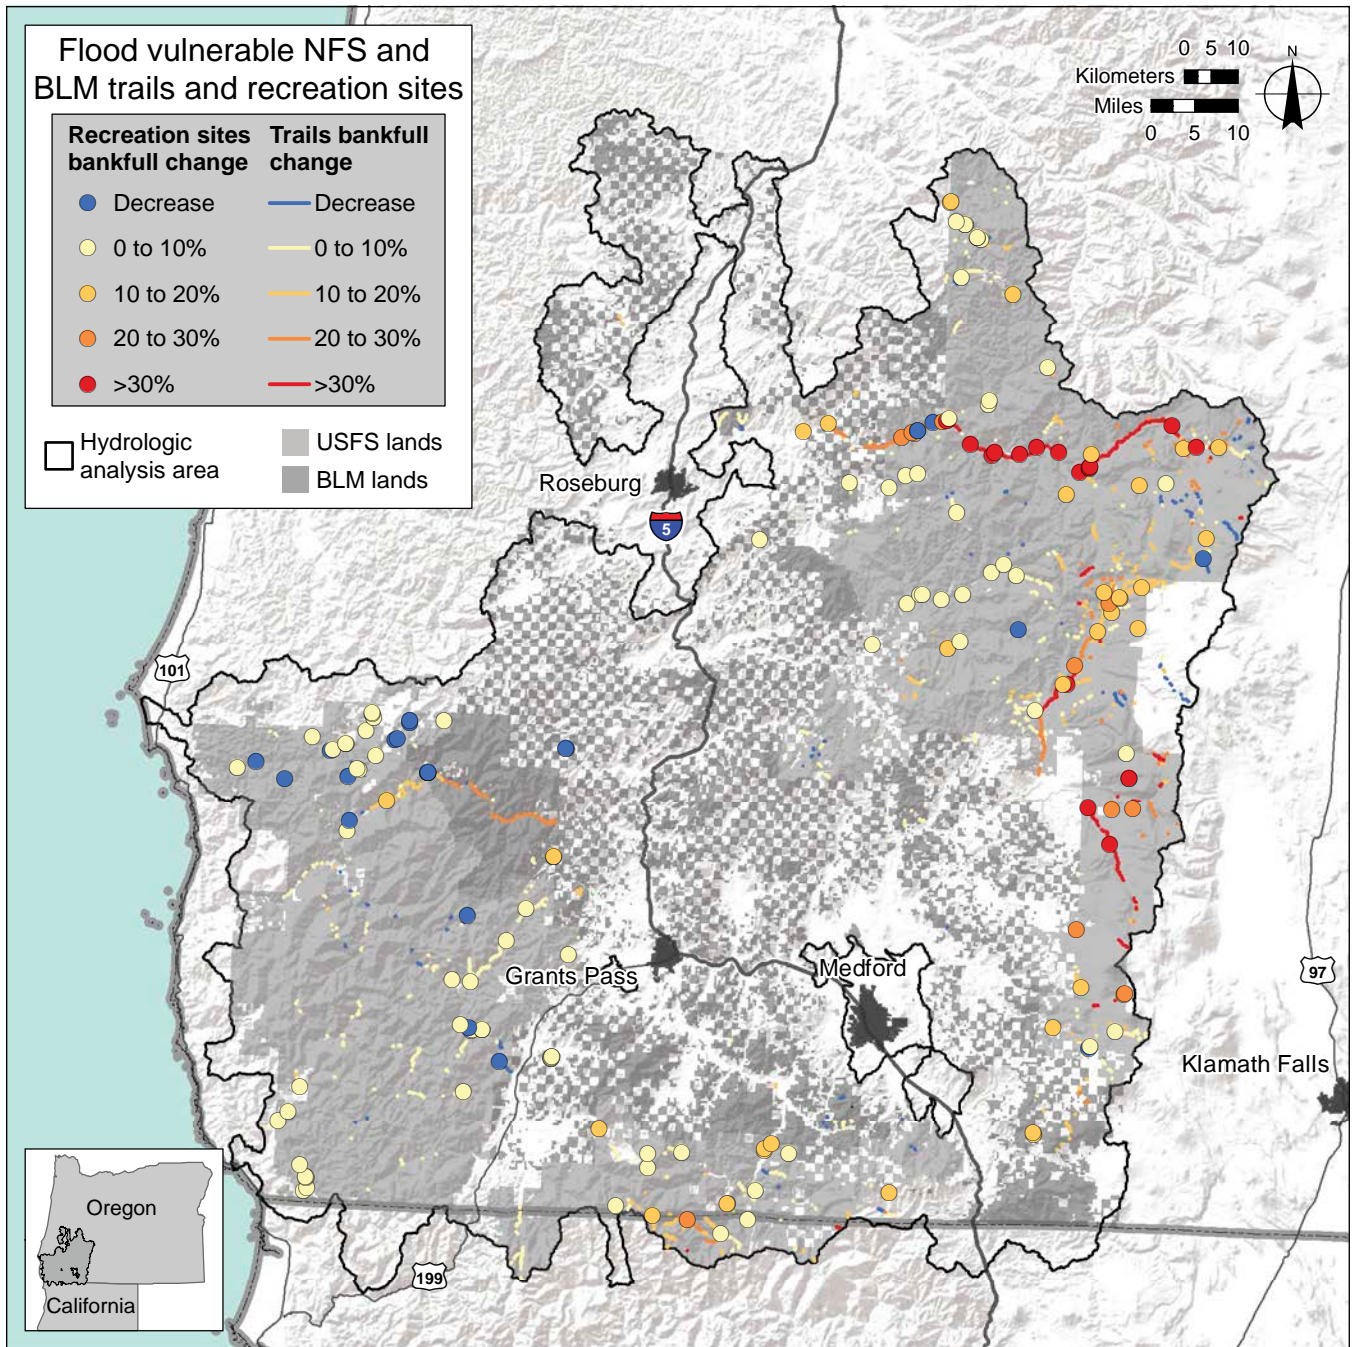 Flood vulnerable NFS and
BLM trails and recreation sites
Recreation sites
bankfull change
Trails bankfull
change
Decrease
Decrease
0 to 10%
0 to 10%
10 to 20%
10 to 20%
20 to 30%
20 to 30%
>30%
>30%
Hydrologic
analysis area
USFS lands
BLM lands
0 5 10
Kilometers
Miles
0 5 10
N
Roseburg
5
101
Grants Pass
Medford
97
Klamath Falls
199
Oregon
California